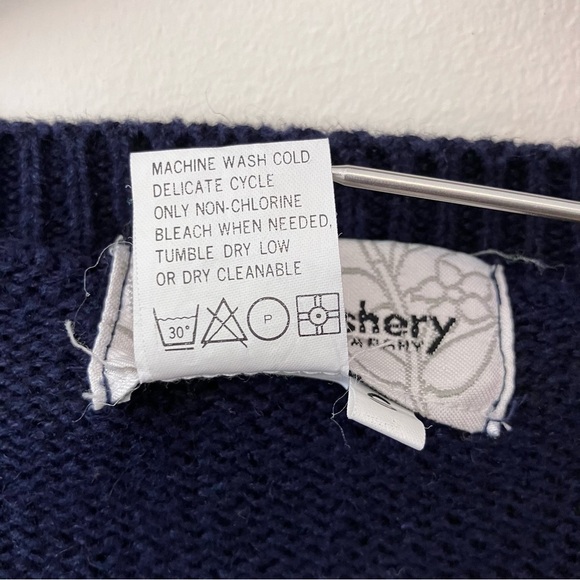 MACHINE WASH COLD
DELICATE CYCLE
ONLY NON-CHLORINE
BLEACH WHEN NEEDED,
TUMBLE DRY LOW
OR DRY CLEANABLE
30°
P
shery